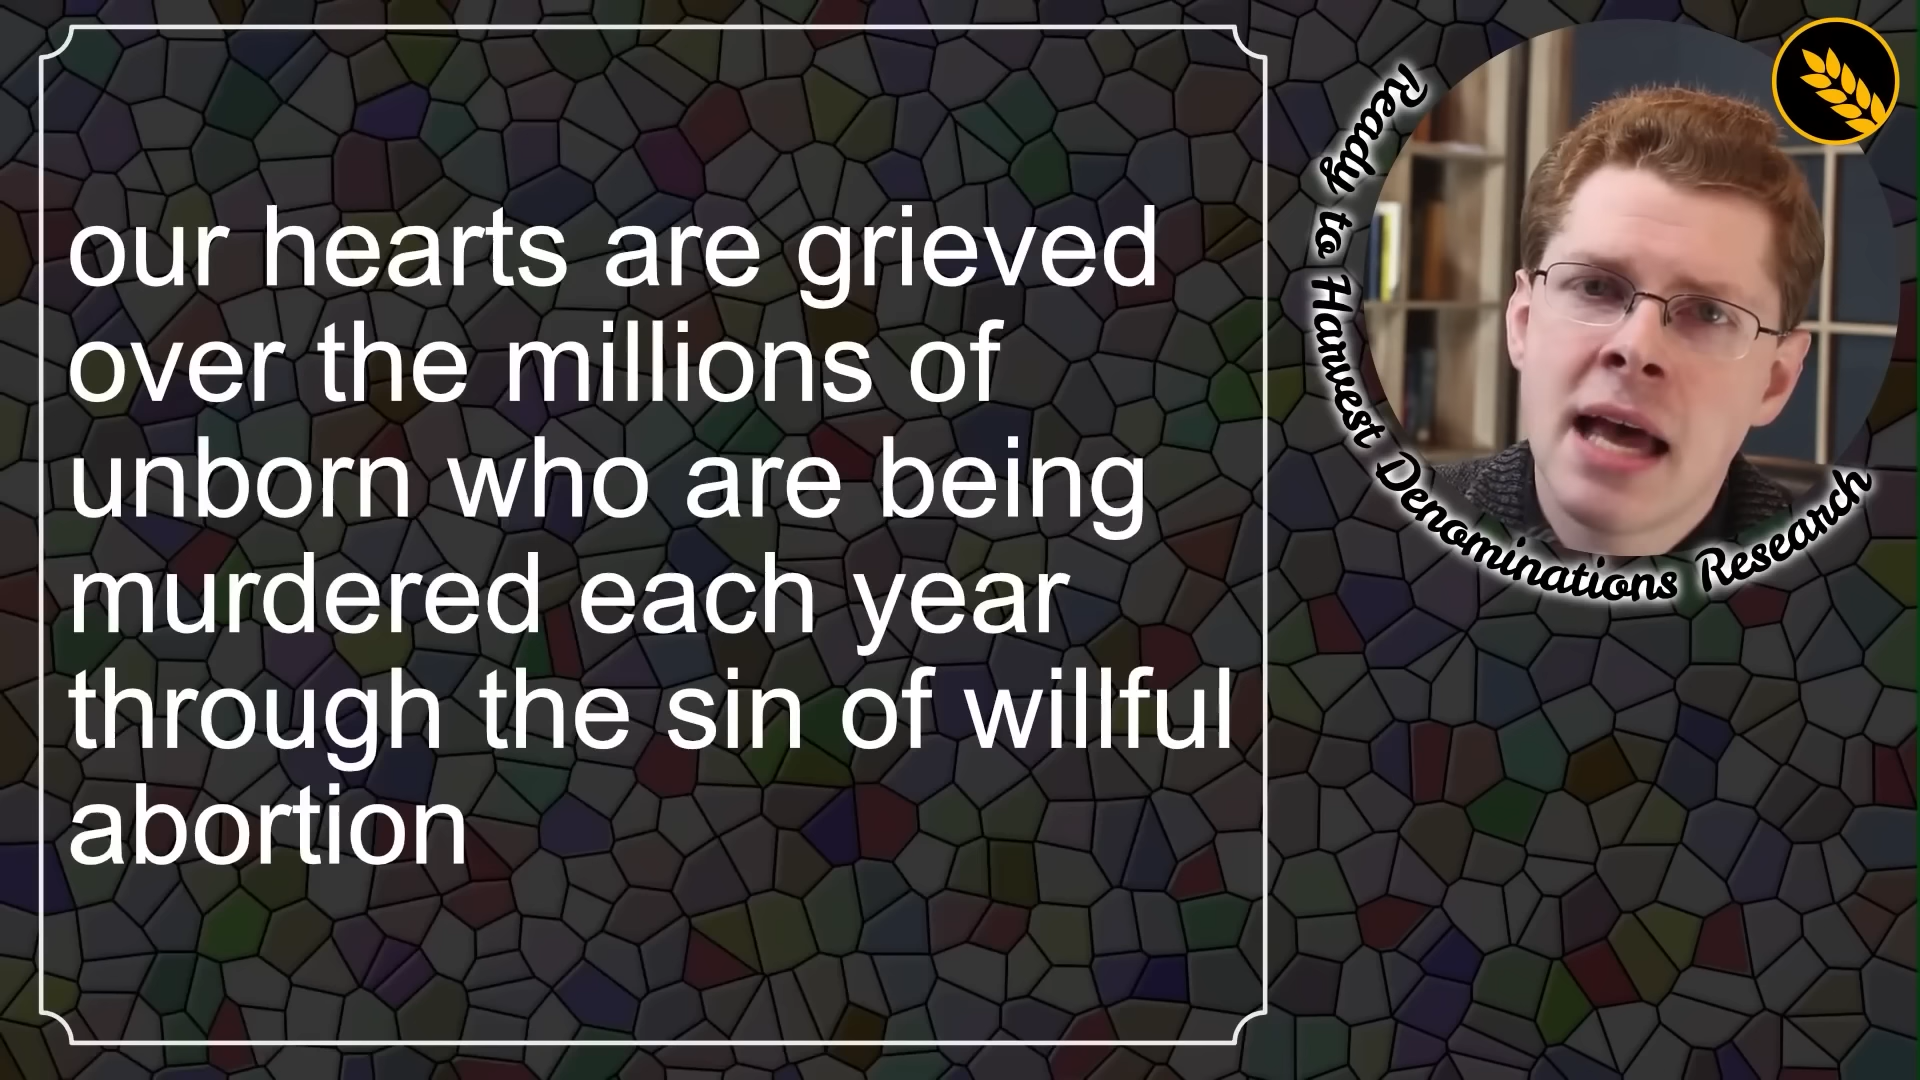 our hearts are grieved
over the millions of
unborn who are being
murdered each year
through the sin of willful
abortion
Ready to Harvest Denominations Research